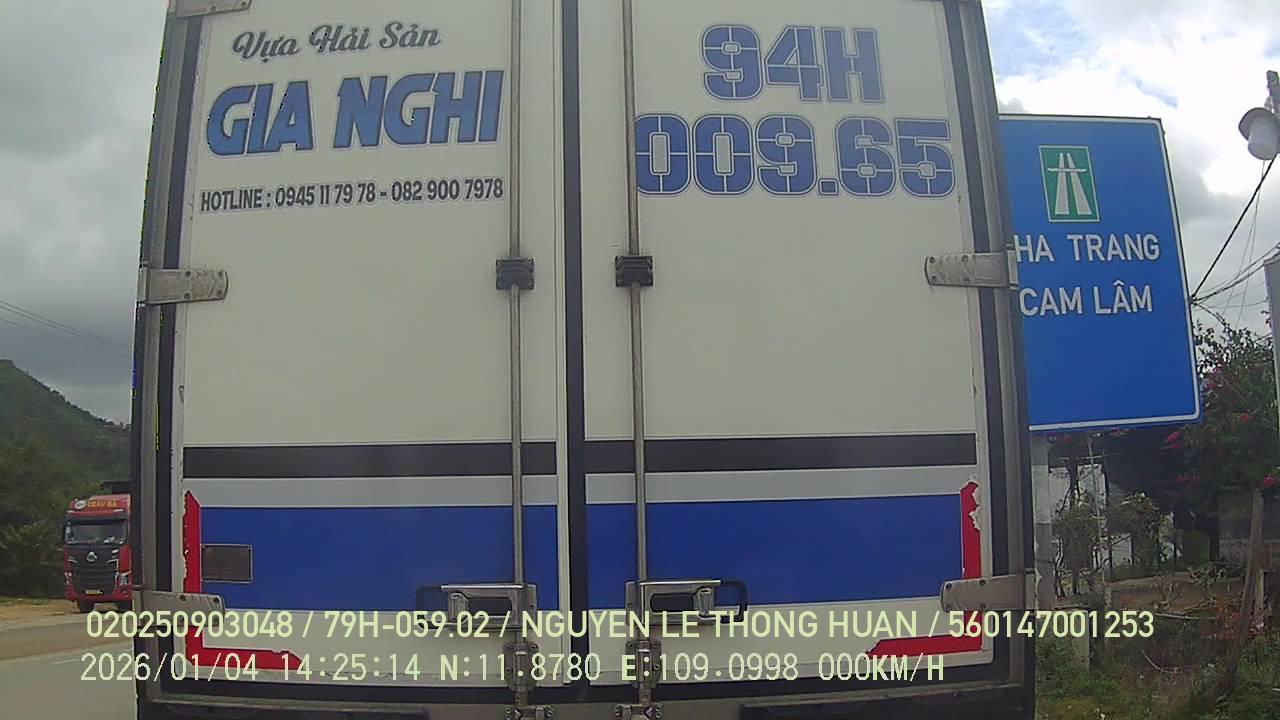 Vựa Hải Sản
GIA NGHI
HOTLINE : 0945 11 79 78 - 082 900 7978
94H
009.65
HA TRANG
CAM LÂM
CHÂU HÀ
020250903048 / 79H-059.02 / NGUYEN LE THONG HUAN / 560147001253
2026/01/04 14:25:14 N:11.8780 E:109.0998 000KM/H